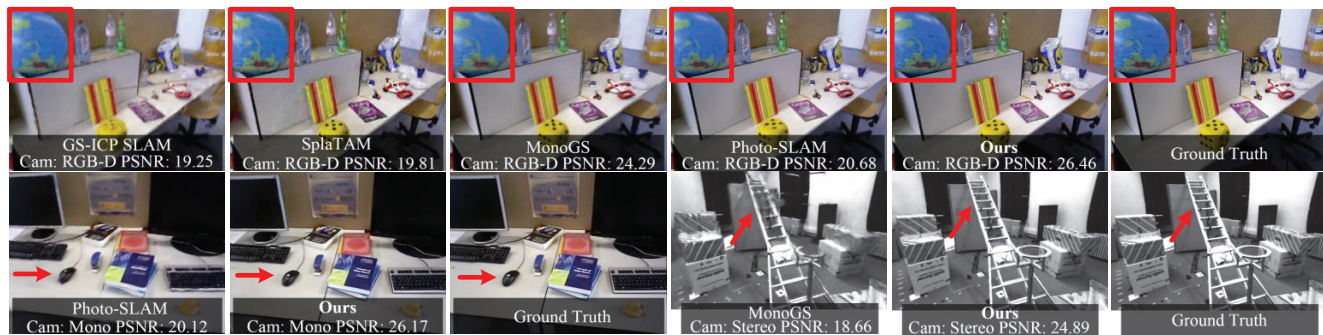 GS-ICP SLAM
Cam: RGB-D PSNR: 19.25
SplaTAM
Cam: RGB-D PSNR: 19.81
MonoGS
Cam: RGB-D PSNR: 24.29
Photo-SLAM
Cam: RGB-D PSNR: 20.68
Ours
Cam: RGB-D PSNR: 26.46
Ground Truth
Photo-SLAM
Cam: Mono PSNR: 20.12
Ours
Cam: Mono PSNR: 26.17
Ground Truth
MonoGS
Cam: Stereo PSNR: 18.66
Ours
Cam: Stereo PSNR: 24.89
Ground Truth